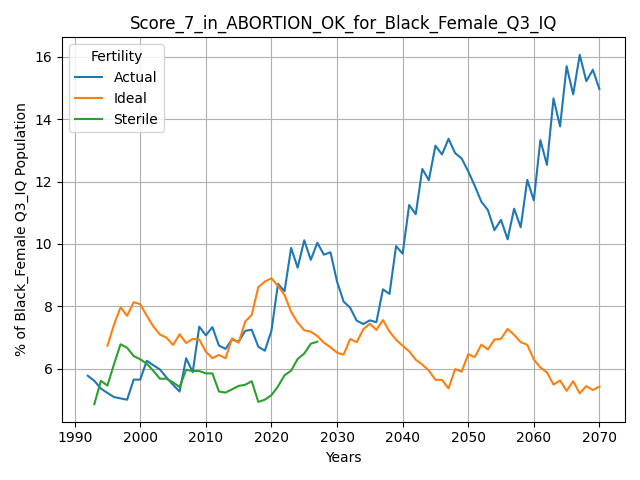 Score_7_in_ABORTION_OK_for_Black_Female_Q3_IQ
Fertility
Actual
Ideal
Sterile
% of Black_Female Q3_IQ Population
16
14
12
10
8
6
1990
2000
2010
2020
2030
2040
2050
2060
2070
Years